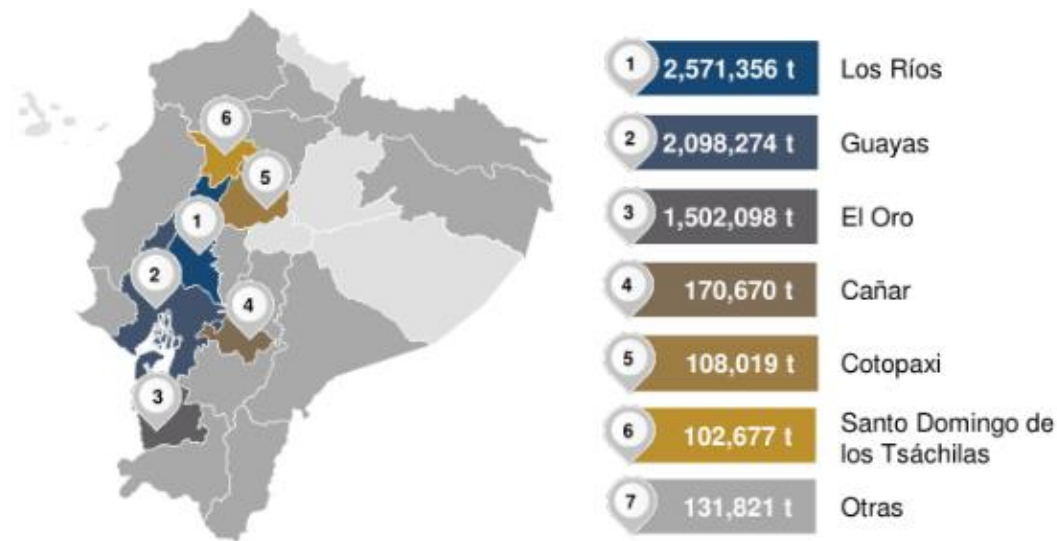 6
5
1
2
4
3
1 2,571,356 t Los Ríos
2 2,098,274 t Guayas
3 1,502,098 t El Oro
4 170,670 t Cañar
5 108,019 t Cotopaxi
6 102,677 t Santo Domingo de
los Tsáchilas
7 131,821 t Otras